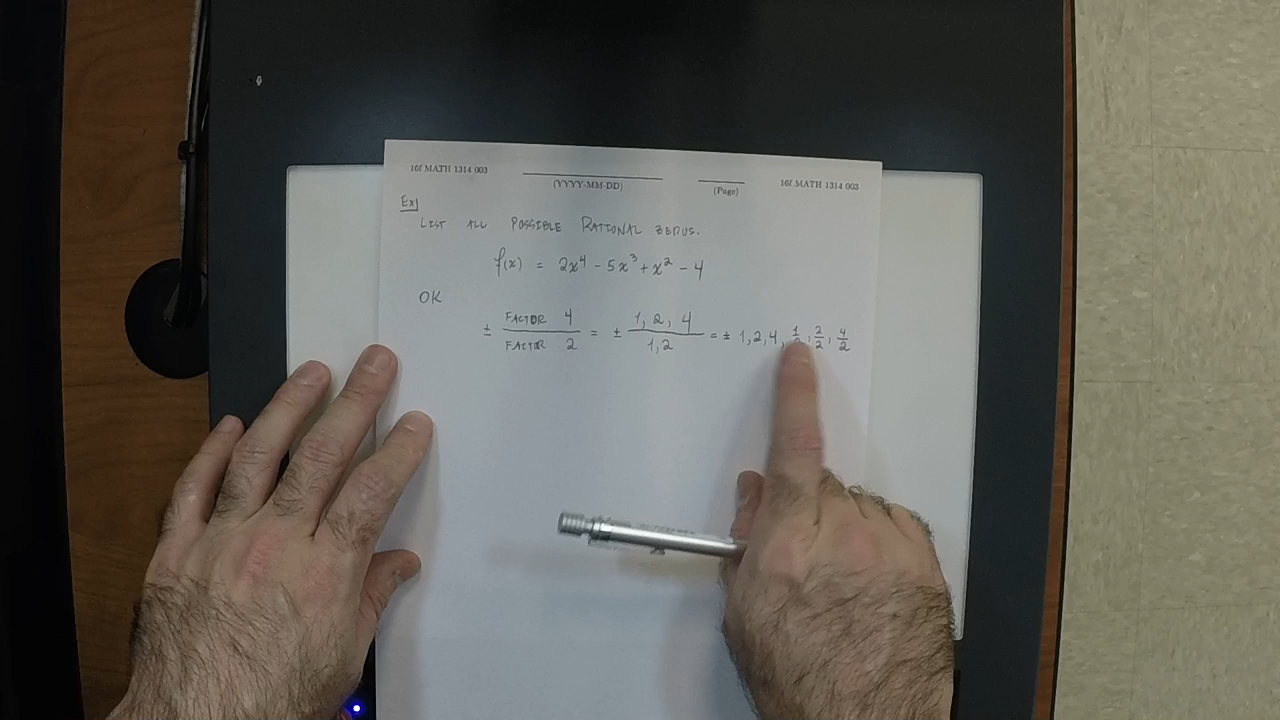 16f MATH 1314 003 (YYYY-MM-DD) (Page) 16f MATH 1314 003
Ex]
LIST ALL POSSIBLE RATIONAL ZEROS.
f(x) = 2x⁴ - 5x³ + x² - 4
OK
± FACTOR 4 / FACTOR 2 = ± 1, 2, 4 / 1, 2 = ± 1, 2, 4, 1/2, 2/2, 4/2